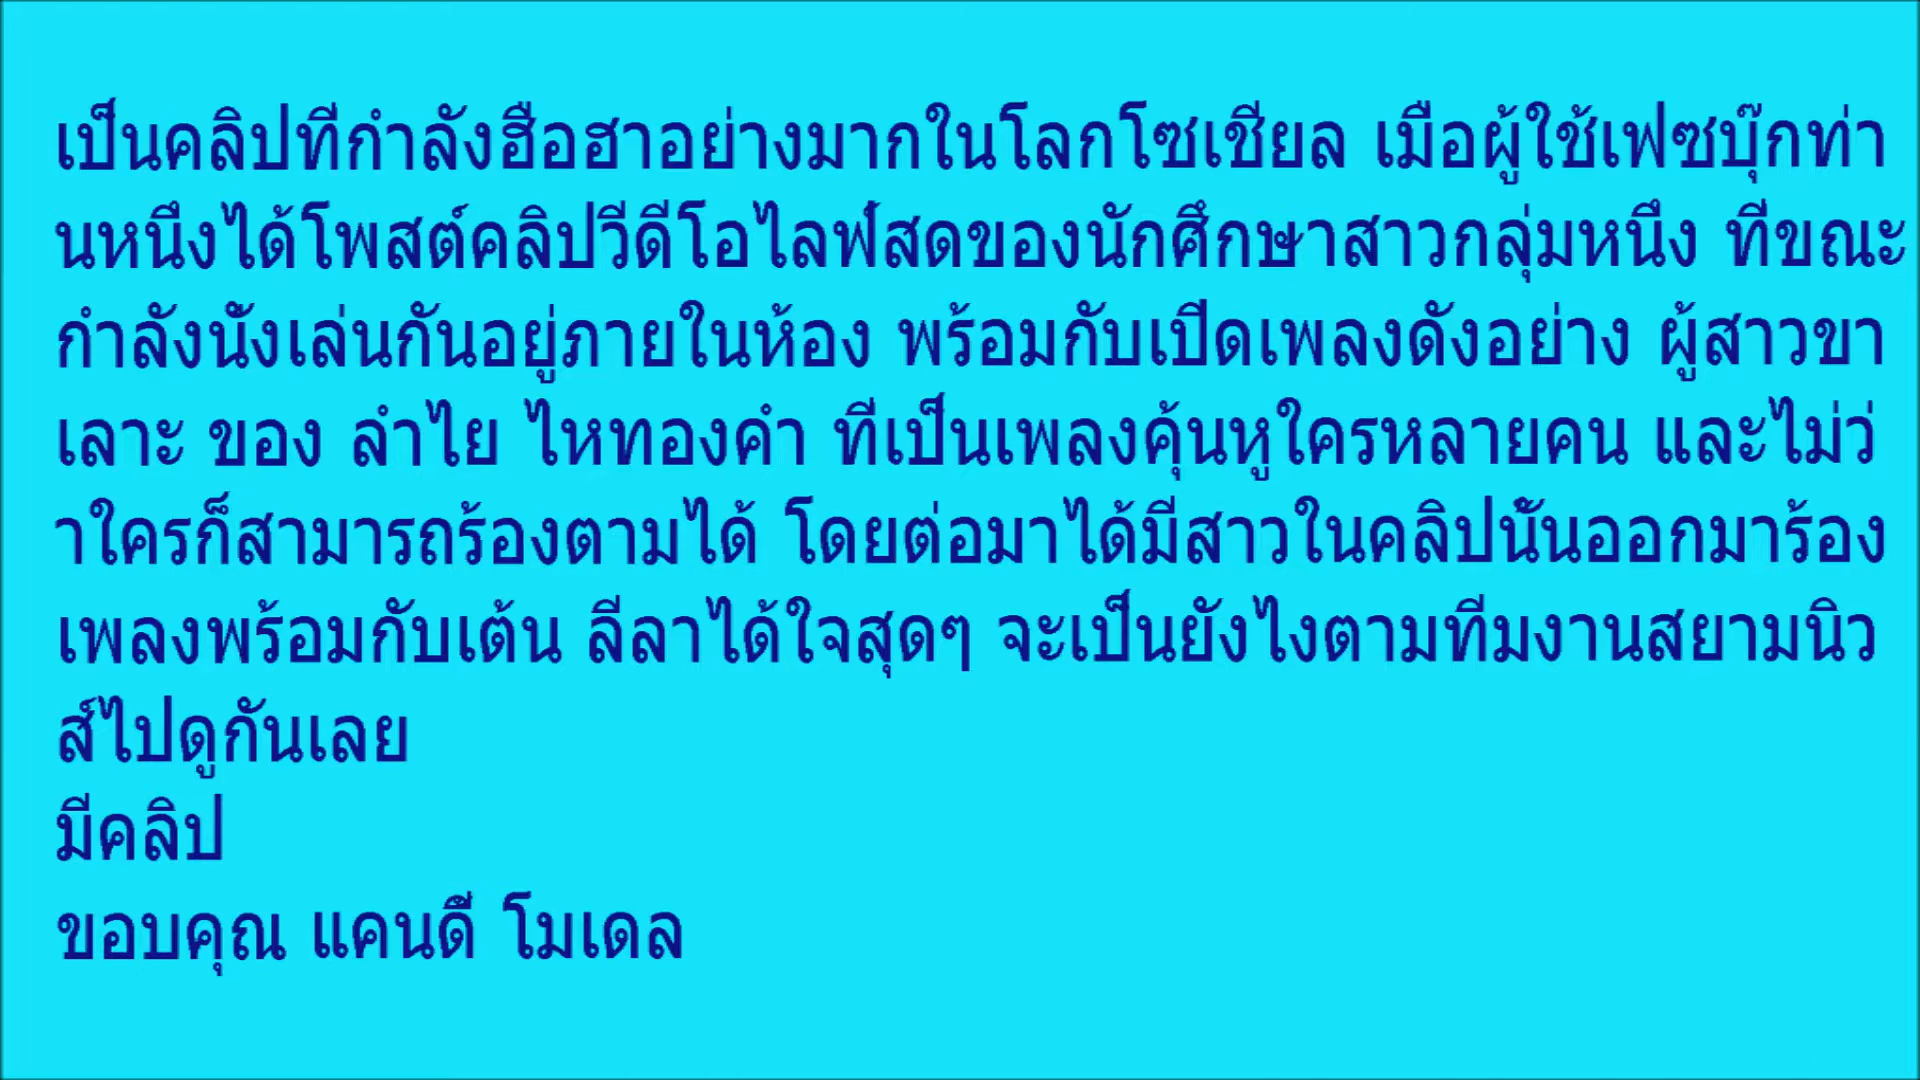 เป็นคลิปที่กำลังฮือฮาอย่างมากในโลกโซเชียล เมื่อผู้ใช้เฟซบุ๊กท่า
นหนึ่งได้โพสต์คลิปวีดีโอไลฟ์สดของนักศึกษาสาวกลุ่มหนึ่ง ที่ขณะ
กำลังนั่งเล่นกันอยู่ภายในห้อง พร้อมกับเปิดเพลงดังอย่าง ผู้สาวขา
เลาะ ของ ลำไย ไหทองคำ ที่เป็นเพลงคุ้นหูใครหลายคน และไม่ว่
าใครก็สามารถร้องตามได้ โดยต่อมาได้มีสาวในคลิปนั้นออกมาร้อง
เพลงพร้อมกับเต้น ลีลาได้ใจสุดๆ จะเป็นยังไงตามทีมงานสยามนิว
ส์ไปดูกันเลย
มีคลิป
ขอบคุณ แคนดี้ โมเดล